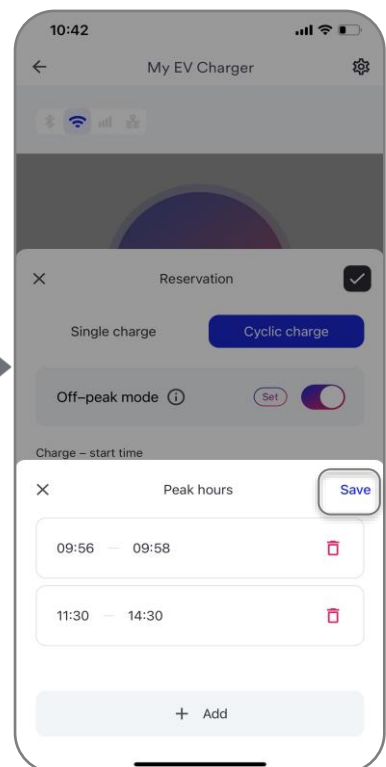 10:42
My EV Charger
Reservation
Single charge Cyclic charge
Off-peak mode Set
Charge – start time
Peak hours Save
09:56 — 09:58
11:30 — 14:30
+ Add